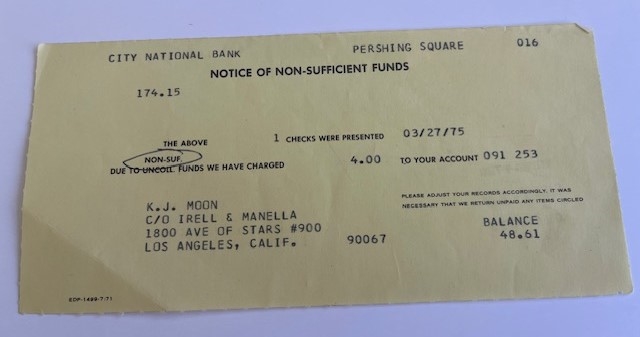 CITY NATIONAL BANK PERSHING SQUARE 016
NOTICE OF NON-SUFFICIENT FUNDS
174.15
THE ABOVE 1 CHECKS WERE PRESENTED 03/27/75
NON-SUF.
DUE TO UNCOLL FUNDS WE HAVE CHARGED 4.00 TO YOUR ACCOUNT 091 253
PLEASE ADJUST YOUR RECORDS ACCORDINGLY. IT WAS
NECESSARY THAT WE RETURN UNPAID ANY ITEMS CIRCLED
K.J. MOON
C/O IRELL & MANELLA
1800 AVE OF STARS #900
LOS ANGELES, CALIF. 90067
BALANCE
48.61
EDP-1499-7/71